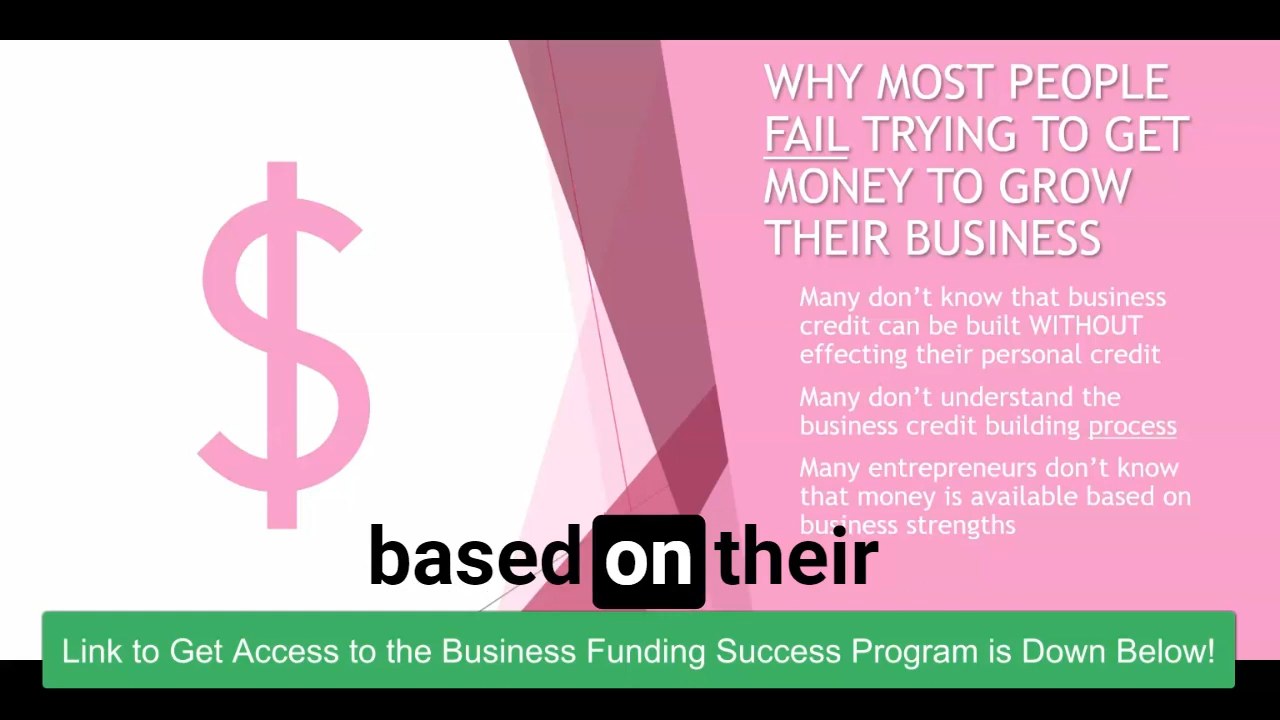 WHY MOST PEOPLE
FAIL TRYING TO GET
MONEY TO GROW
THEIR BUSINESS
Many don't know that business
credit can be built WITHOUT
effecting their personal credit
Many don't understand the
business credit building process
Many entrepreneurs don't know
that money is available based on
business strengths
based on their
Link to Get Access to the Business Funding Success Program is Down Below!